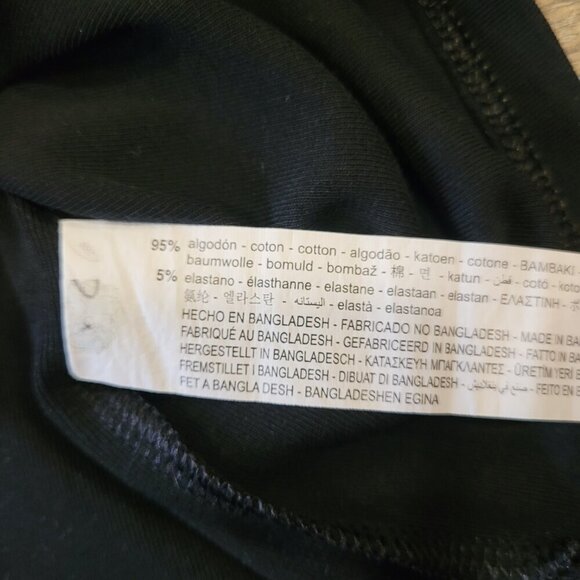 95% algodón - coton - cotton - algodão - katoen - cotone - ΒΑΜΒΑΚΙ
baumwolle - bomuld - bombaž - 棉 - 면 - katun - قطن - cotó - koto
5% elastano - élasthanne - elastane - elastaan - elastan - ΕΛΑΣΤΙΝΗ -
氨纶 - 엘라스탄 - اليستانه - elastà - elastanoa
HECHO EN BANGLADESH - FABRICADO NO BANGLADESH - MADE IN BA
FABRIQUÉ AU BANGLADESH - GEFABRICEERD IN BANGLADESH - FATTO IN BA
HERGESTELLT IN BANGLADESCH - ΚΑΤΑΣΚΕΥΗ ΜΠΑΓΚΛΑΝΤΕΣ - ÜRETİM YERİ B
FREMSTILLET I BANGLADESH - DIBUAT DI BANGLADESH - صنع في بنغلاديش - FEITO EN
FET A BANGLA DESH - BANGLADESHEN EGINA